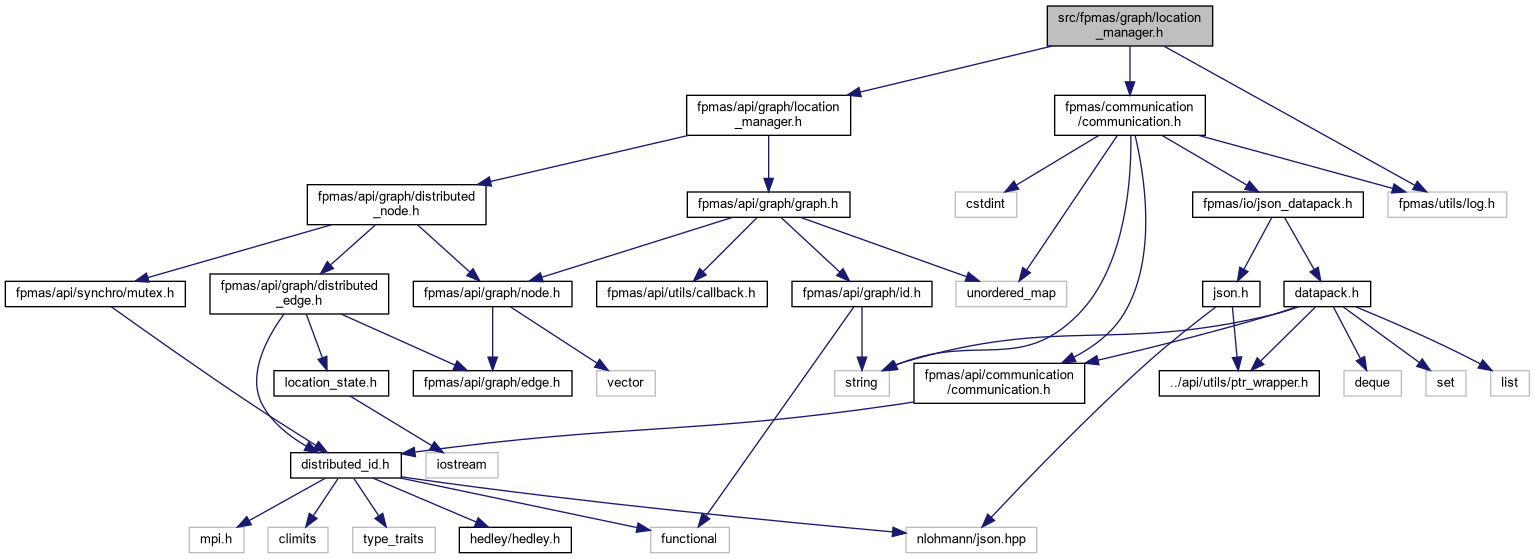 src/fpmas/graph/location
_manager.h
fpmas/api/graph/location
_manager.h
fpmas/communication
/communication.h
fpmas/api/graph/distributed
_node.h
fpmas/api/graph/graph.h
cstdint
fpmas/io/json_datapack.h
fpmas/utils/log.h
fpmas/api/synchro/mutex.h
fpmas/api/graph/distributed
_edge.h
fpmas/api/graph/node.h
fpmas/api/utils/callback.h
fpmas/api/graph/id.h
unordered_map
json.h
datapack.h
location_state.h
fpmas/api/graph/edge.h
vector
string
fpmas/api/communication
/communication.h
../api/utils/ptr_wrapper.h
deque
set
list
distributed_id.h
iostream
mpi.h
climits
type_traits
hedley/hedley.h
functional
nlohmann/json.hpp